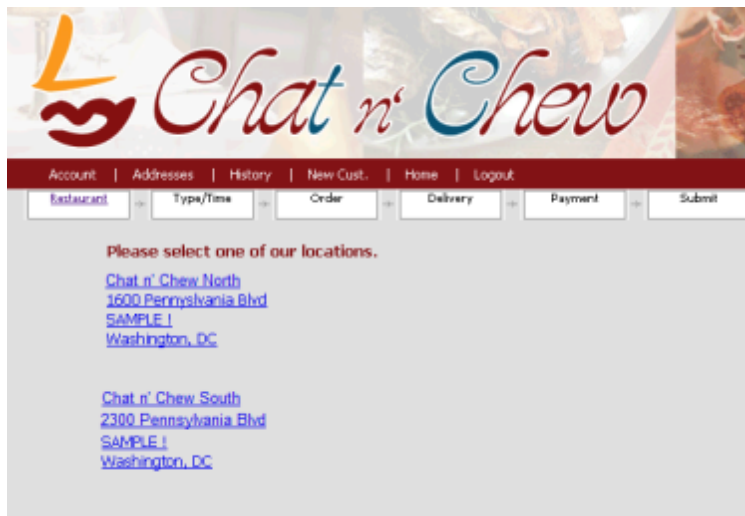 Chat n' Chew
Account | Addresses | History | New Cust. | Home | Logout
Restaurant Type/Time Order Delivery Payment Submit
Please select one of our locations.
Chat n' Chew North
1600 Pennyslvania Blvd
SAMPLE !
Washington, DC
Chat n' Chew South
2300 Pennsylvania Blvd
SAMPLE !
Washington, DC